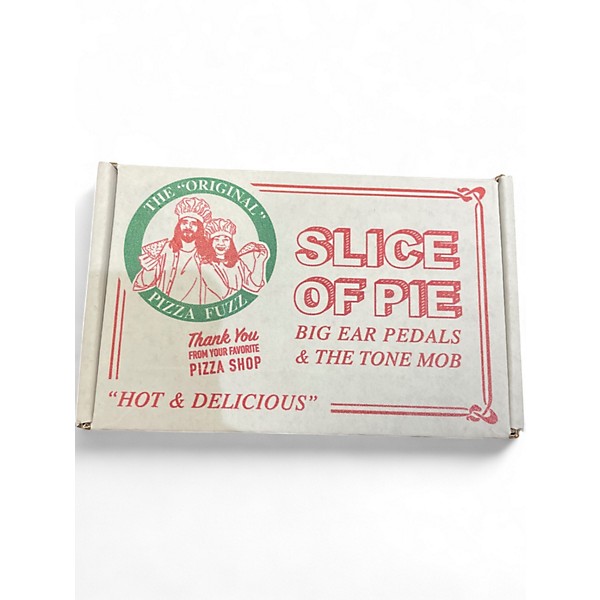 THE "ORIGINAL"
PIZZA FUZZ
Thank You
FROM YOUR FAVORITE
PIZZA SHOP
"HOT & DELICIOUS"
SLICE
OF PIE
BIG EAR PEDALS
& THE TONE MOB